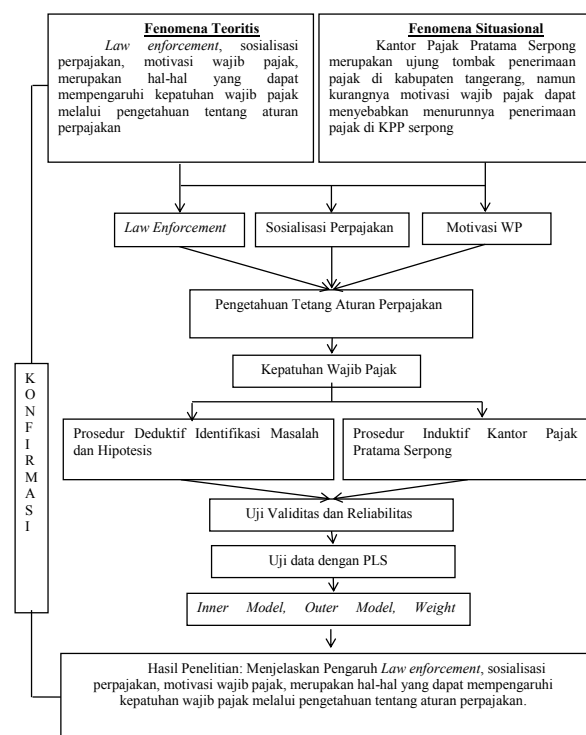 Fenomena Teoritis
Law enforcement, sosialisasi
perpajakan, motivasi wajib pajak,
merupakan hal-hal yang dapat
mempengaruhi kepatuhan wajib pajak
melalui pengetahuan tentang aturan
perpajakan
Fenomena Situasional
Kantor Pajak Pratama Serpong
merupakan ujung tombak penerimaan
pajak di kabupaten tangerang, namun
kurangnya motivasi wajib pajak dapat
menyebabkan menurunnya penerimaan
pajak di KPP serpong
Law Enforcement
Sosialisasi Perpajakan
Motivasi WP
Pengetahuan Tetang Aturan Perpajakan
Kepatuhan Wajib Pajak
K
O
N
F
I
R
M
A
S
I
Prosedur Deduktif Identifikasi Masalah
dan Hipotesis
Prosedur Induktif Kantor Pajak
Pratama Serpong
Uji Validitas dan Reliabilitas
Uji data dengan PLS
Inner Model, Outer Model, Weight
Hasil Penelitian: Menjelaskan Pengaruh Law enforcement, sosialisasi
perpajakan, motivasi wajib pajak, merupakan hal-hal yang dapat mempengaruhi
kepatuhan wajib pajak melalui pengetahuan tentang aturan perpajakan.